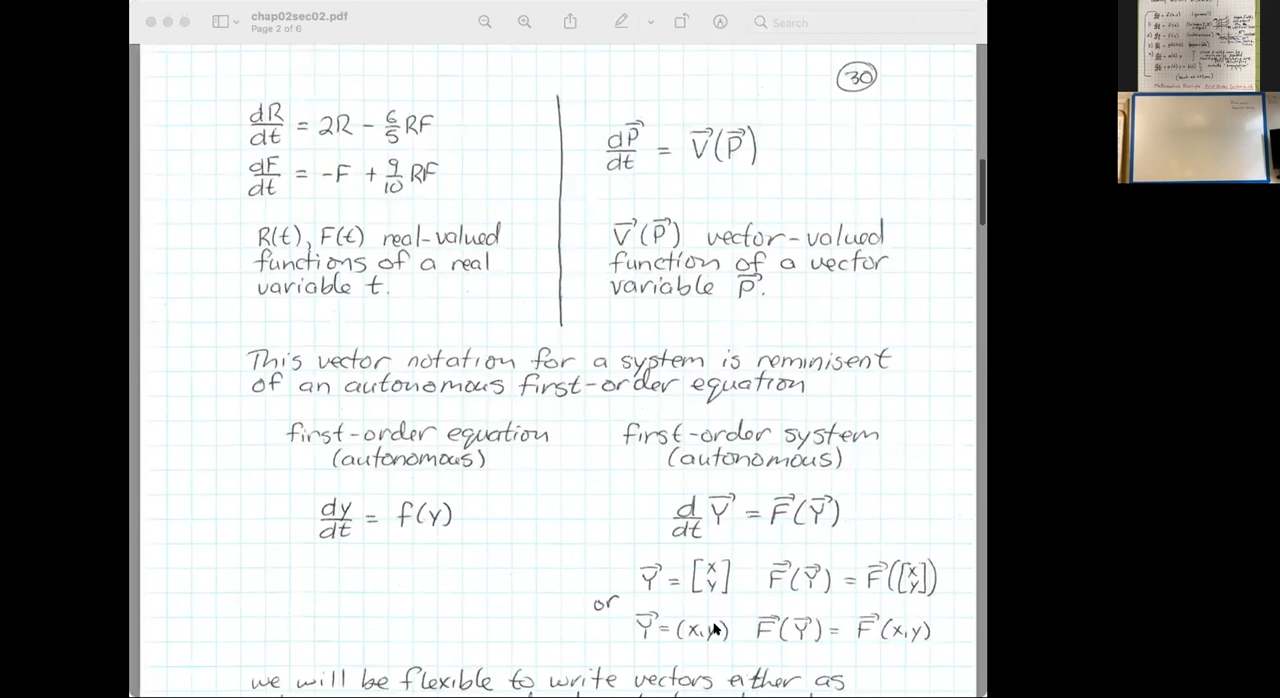 chap02sec02.pdf
Page 2 of 6
Search
30
dR/dt = 2R - 6/5 RF
dF/dt = -F + 9/10 RF
R(t), F(t) real-valued
functions of a real
variable t.
dP⃗/dt = V⃗(P⃗)
V⃗(P⃗) vector-valued
function of a vector
variable P⃗.
This vector notation for a system is reminisent
of an autonomous first-order equation
first-order equation
(autonomous)
dy/dt = f(y)
first-order system
(autonomous)
d/dt Y⃗ = F⃗(Y⃗)
Y⃗ = [x y] F⃗(Y⃗) = F⃗([x y])
or
Y⃗ = (x,y) F⃗(Y⃗) = F⃗(x,y)
we will be flexible to write vectors either as